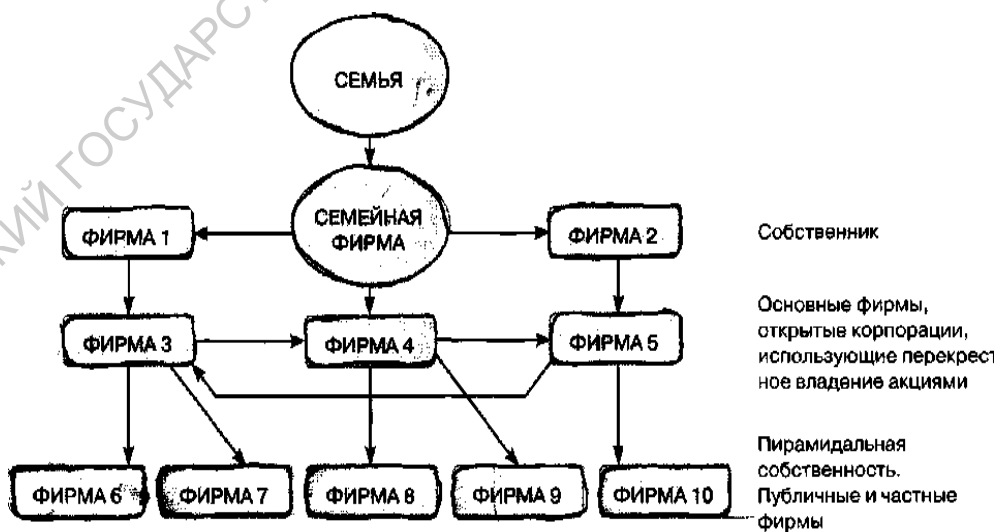 КИЙ ГОСУДАРСТ
СЕМЬЯ
СЕМЕЙНАЯ
ФИРМА
ФИРМА 1
ФИРМА 2
Собственник
ФИРМА 3
ФИРМА 4
ФИРМА 5
Основные фирмы,
открытые корпорации,
использующие перекрест
ное владение акциями
ФИРМА 6
ФИРМА 7
ФИРМА 8
ФИРМА 9
ФИРМА 10
Пирамидальная
собственность.
Публичные и частные
фирмы